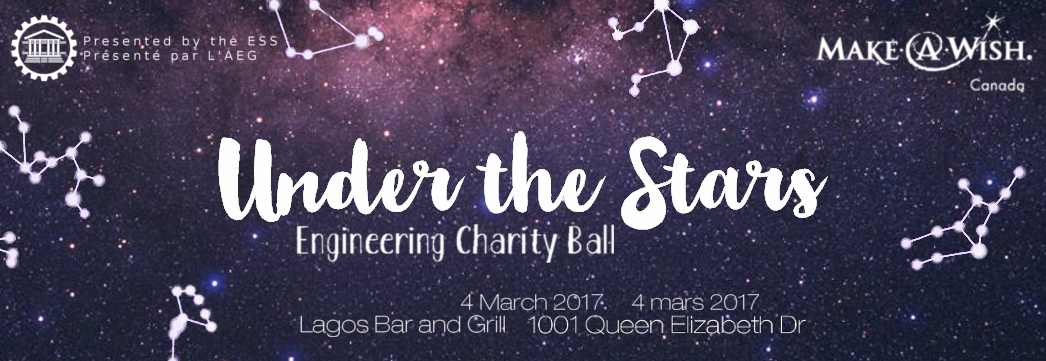 Presented by the ESS
Présenté par L'AEG
MAKE-A-WISH.
Canada
Under the Stars
Engineering Charity Ball
4 March 2017 4 mars 2017
Lagos Bar and Grill 1001 Queen Elizabeth Dr